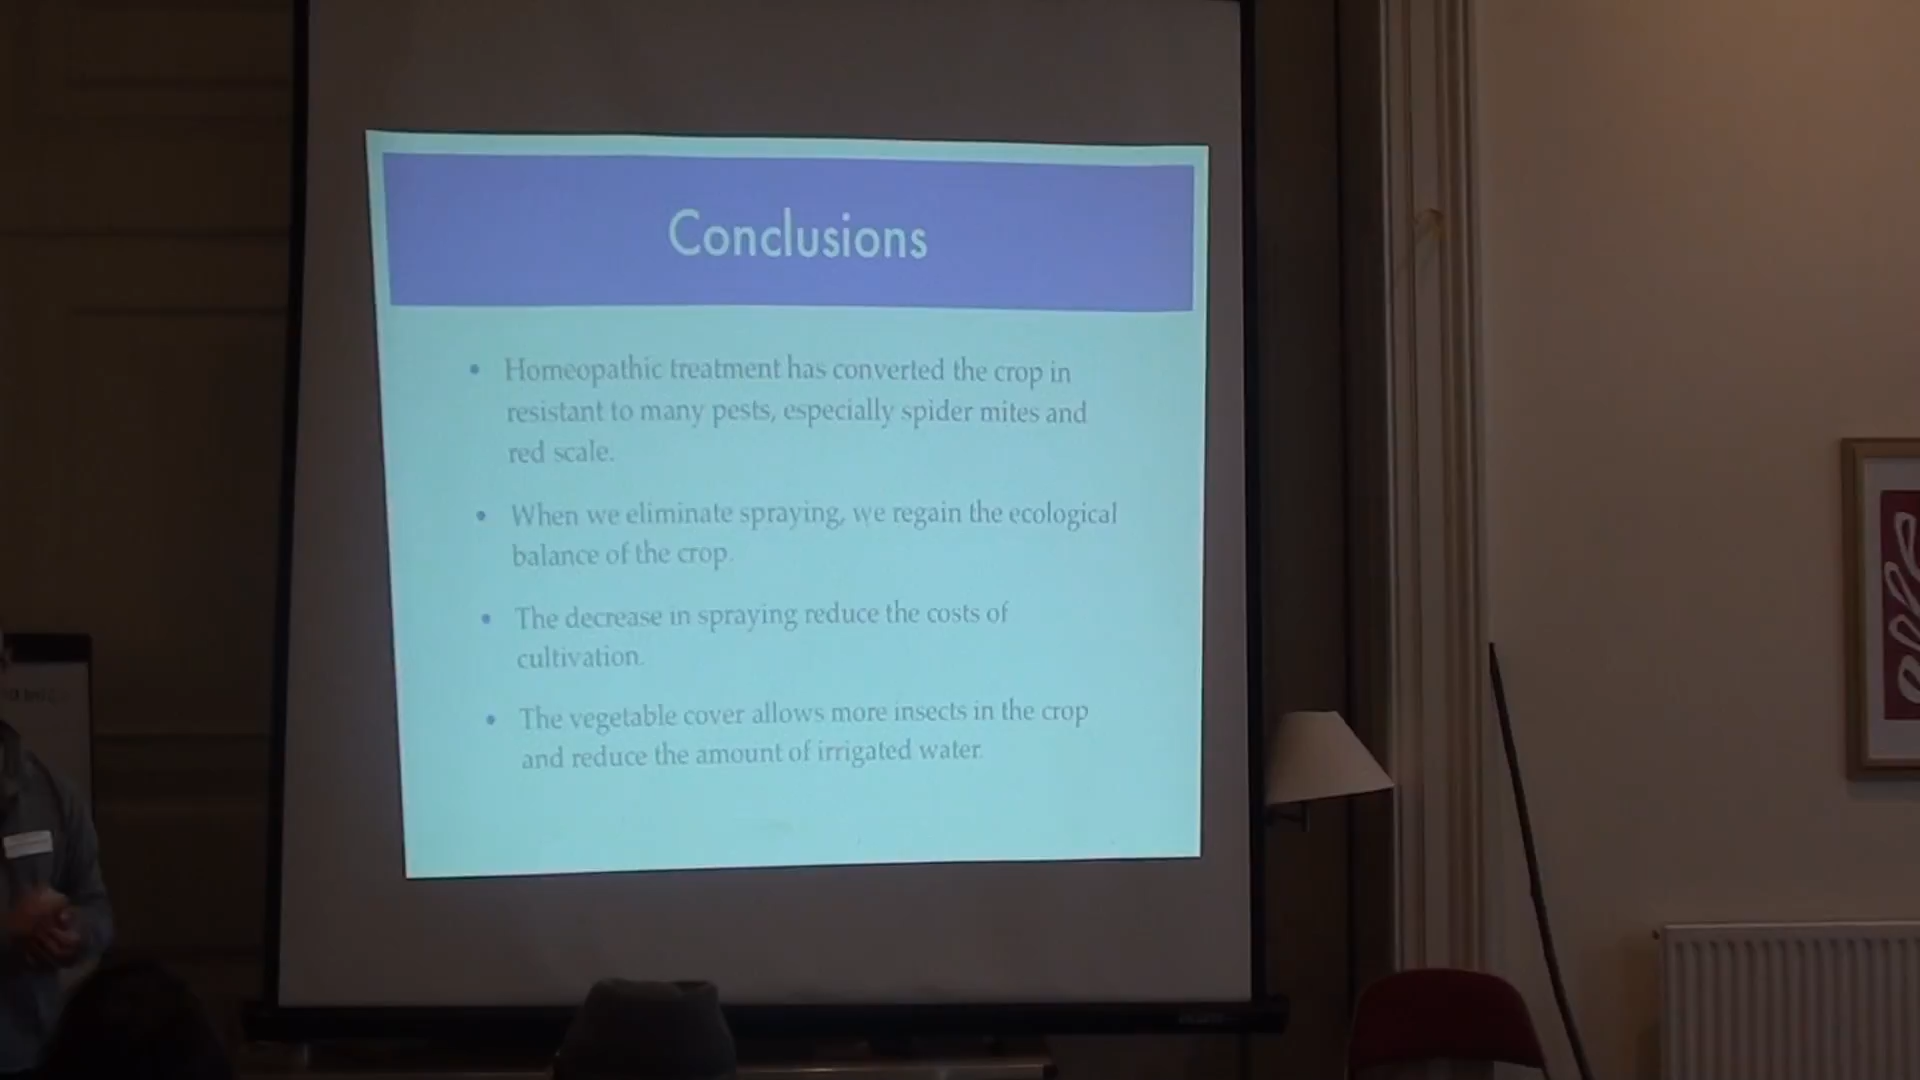 Conclusions
• Homeopathic treatment has converted the crop in
resistant to many pests, especially spider mites and
red scale.
• When we eliminate spraying, we regain the ecological
balance of the crop.
• The decrease in spraying reduce the costs of
cultivation.
• The vegetable cover allows more insects in the crop
and reduce the amount of irrigated water.